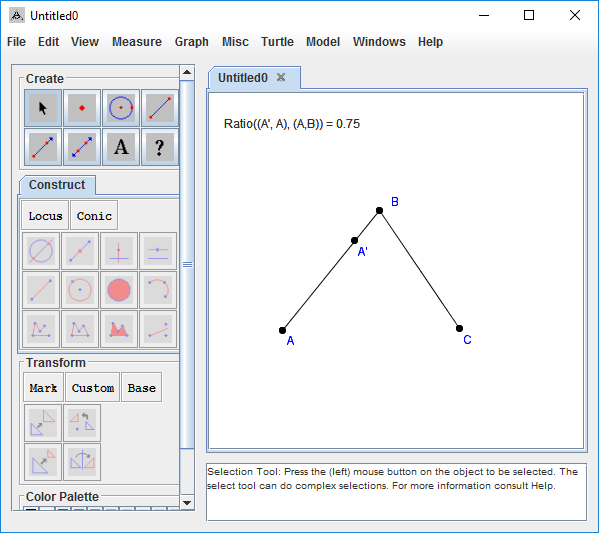 Untitled0
File Edit View Measure Graph Misc Turtle Model Windows Help
Create
A ?
Construct
Locus Conic
Transform
Mark Custom Base
Color Palette
Untitled0
Ratio((A', A), (A,B)) = 0.75
B
A'
A
C
Selection Tool: Press the (left) mouse button on the object to be selected. The
select tool can do complex selections. For more information consult Help.